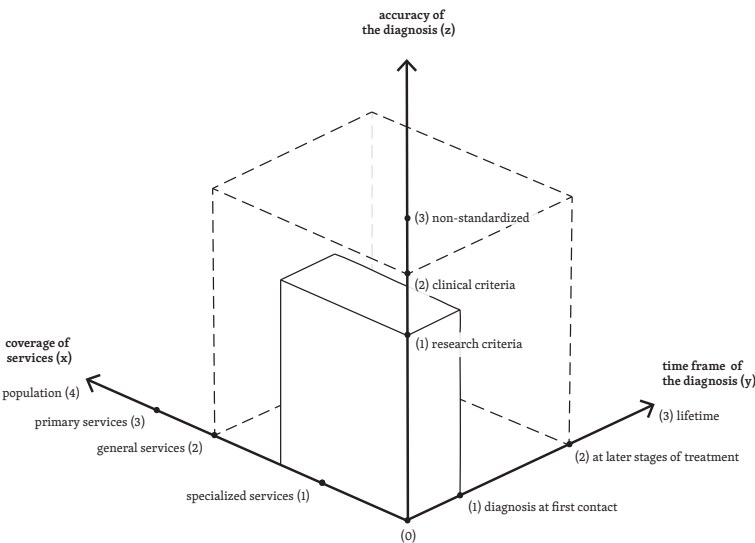 accuracy of
the diagnosis (z)
(3) non-standardized
(2) clinical criteria
(1) research criteria
coverage of
services (x)
population (4)
primary services (3)
general services (2)
specialized services (1)
time frame of
the diagnosis (y)
(3) lifetime
(2) at later stages of treatment
(1) diagnosis at first contact
(0)